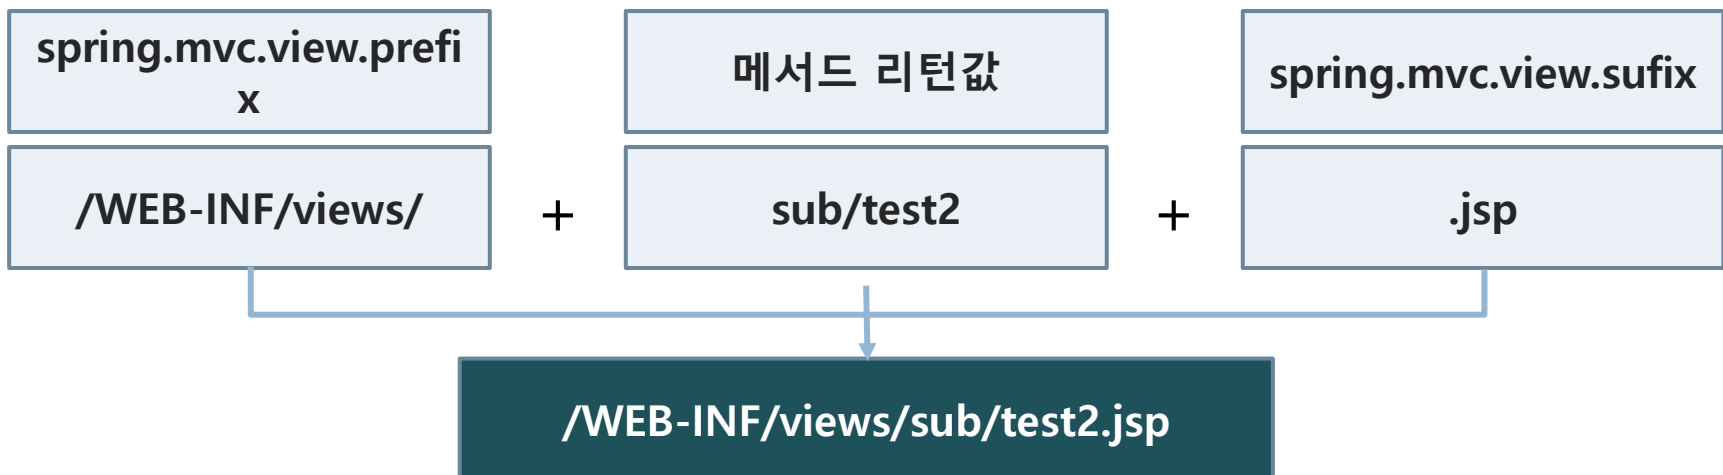 spring.mvc.view.prefi
x
메서드 리턴값
spring.mvc.view.sufix
/WEB-INF/views/
+
sub/test2
+
.jsp
/WEB-INF/views/sub/test2.jsp